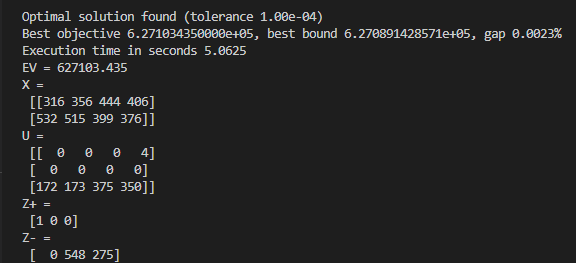 Optimal solution found (tolerance 1.00e-04)
Best objective 6.271034350000e+05, best bound 6.270891428571e+05, gap 0.0023%
Execution time in seconds 5.0625
EV = 627103.435
X =
[[316 356 444 406]
[532 515 399 376]]
U =
[[ 0 0 0 4]
[ 0 0 0 0]
[172 173 375 350]]
Z+ =
[1 0 0]
Z- =
[ 0 548 275]